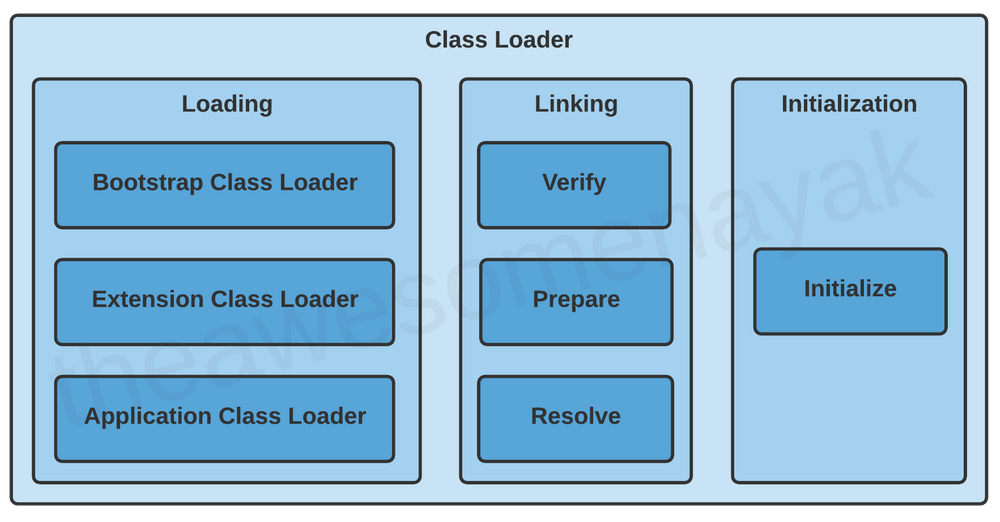 Class Loader
Loading
Bootstrap Class Loader
Extension Class Loader
Application Class Loader
Linking
Verify
Prepare
Resolve
Initialization
Initialize
theawesomenayak